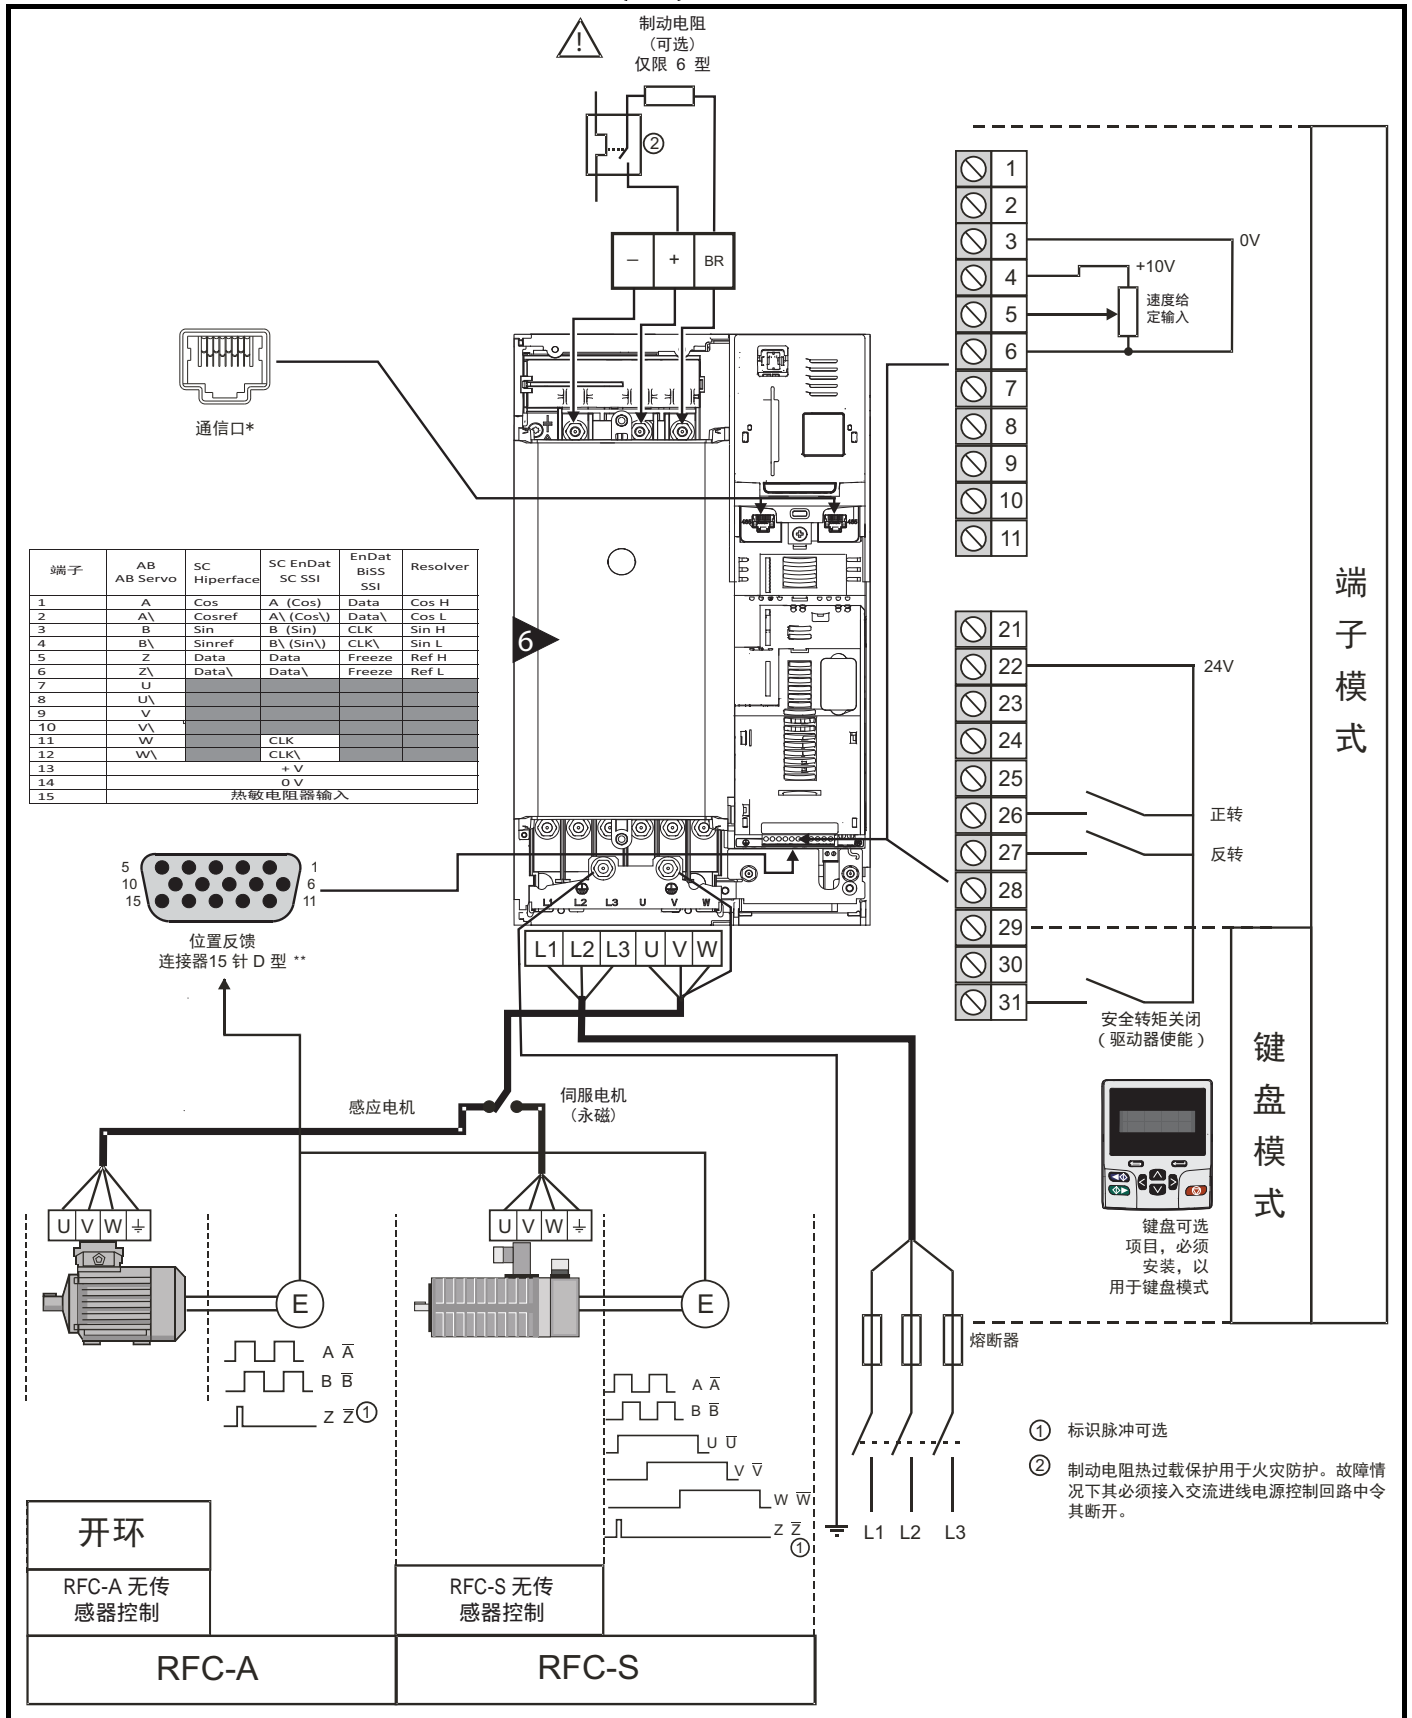 制动电阻
（可选）
仅限 6 型
②
− + BR
1
2
3
4
5
6
7
8
9
10
11
0V
+10V
速度给
定输入
通信口*
端子 AB AB Servo SC Hiperface SC EnDat SC SSI EnDat BiSS SSI Resolver
1 A Cos A (Cos) Data Cos H
2 A\ Cosref A\ (Cos\) Data\ Cos L
3 B Sin B (Sin) CLK Sin H
4 B\ Sinref B\ (Sin\) CLK\ Sin L
5 Z Data Data Freeze Ref H
6 Z\ Data\ Data\ Freeze Ref L
7 U
8 U\
9 V
10 V\
11 W CLK
12 W\ CLK\
13 + V
14 0 V
15 热敏电阻器输入
6
21
22
23
24
25
26
27
28
29
30
31
24V
正转
反转
安全转矩关闭
（驱动器使能）
端子模式
键盘模式
键盘可选
项目，必须
安装，以
用于键盘模式
5 1
10 6
15 11
位置反馈
连接器15 针 D 型 **
L1 L2 L3 U V W
L1 L2 L3 U V W
感应电机
伺服电机
（永磁）
U V W
U V W
E
E
A A̅
B B̅
Z Z̅ ①
A A̅
B B̅
U U̅
V V̅
W W̅
Z Z̅
①
熔断器
L1 L2 L3
① 标识脉冲可选
② 制动电阻热过载保护用于火灾防护。故障情
况下其必须接入交流进线电源控制回路中令
其断开。
开环
RFC-A 无传
感器控制
RFC-S 无传
感器控制
RFC-A
RFC-S